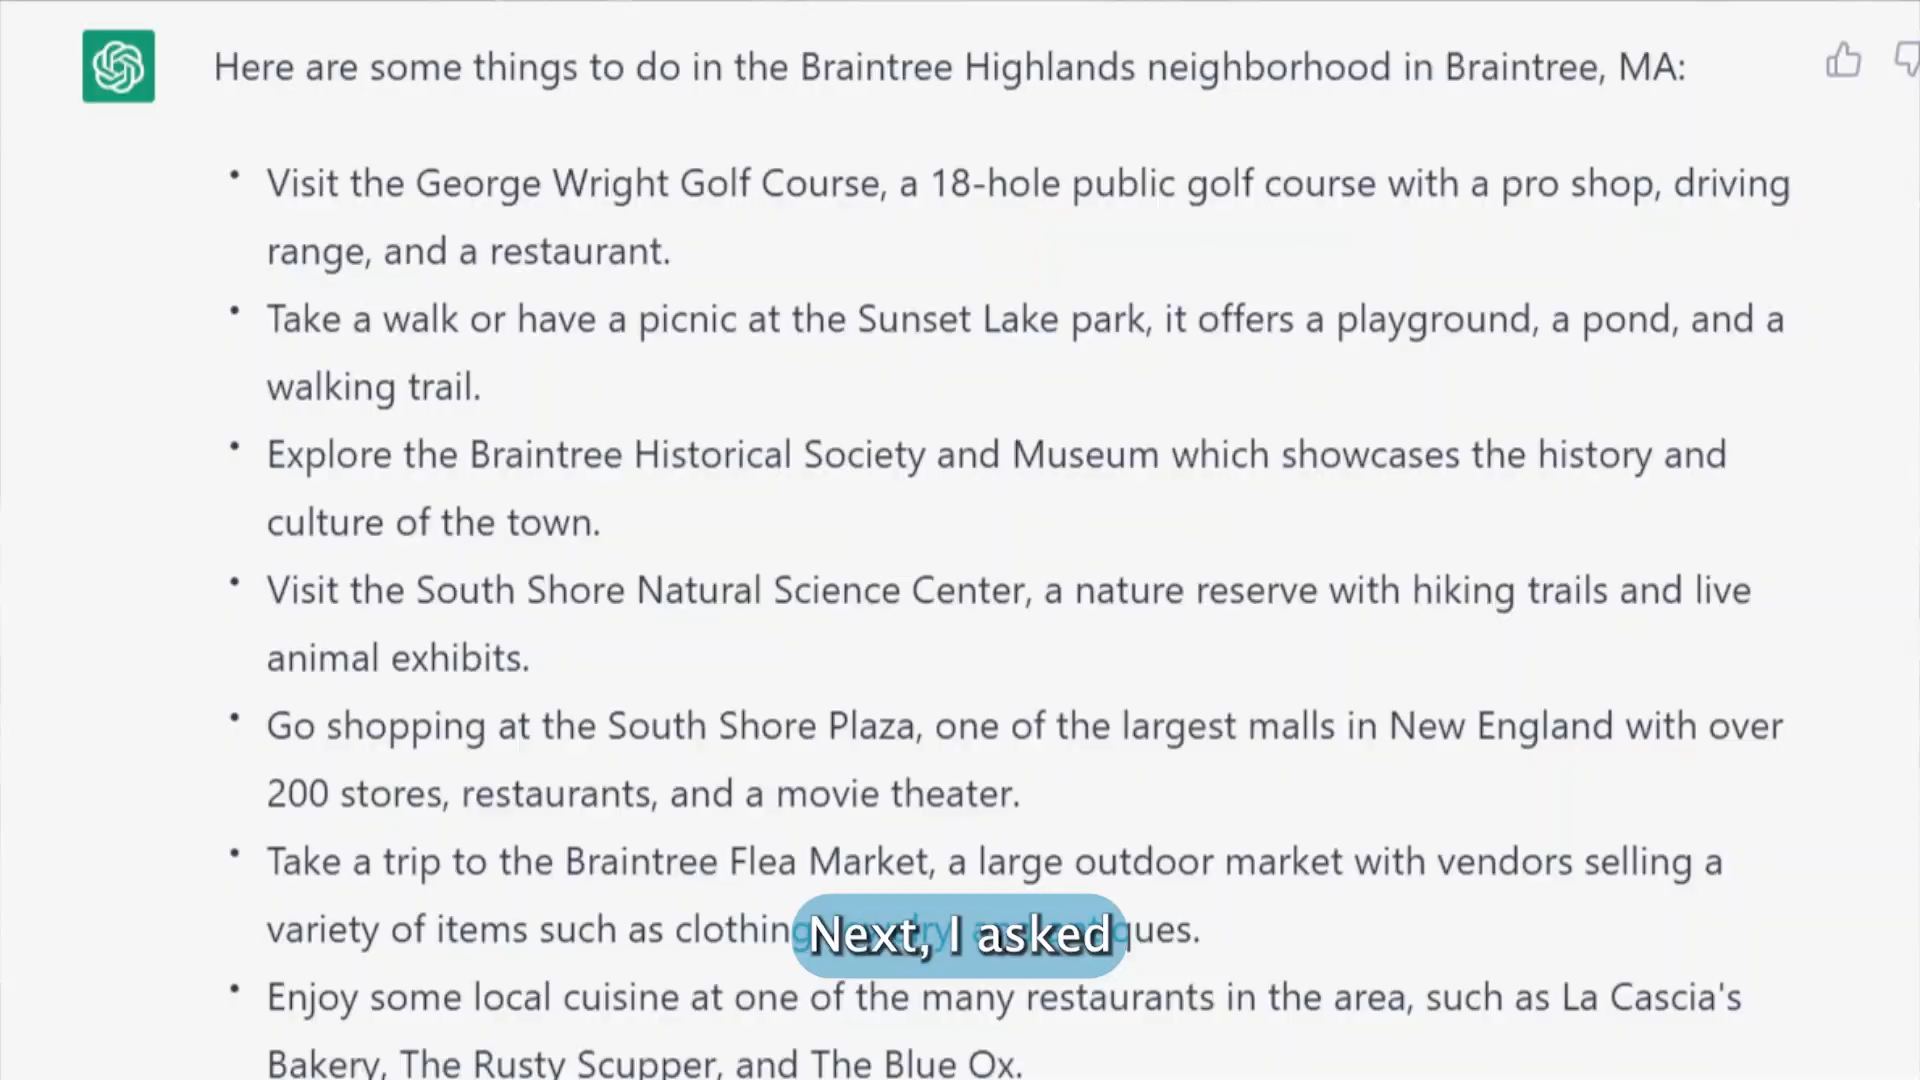 Here are some things to do in the Braintree Highlands neighborhood in Braintree, MA:
• Visit the George Wright Golf Course, a 18-hole public golf course with a pro shop, driving
range, and a restaurant.
• Take a walk or have a picnic at the Sunset Lake park, it offers a playground, a pond, and a
walking trail.
• Explore the Braintree Historical Society and Museum which showcases the history and
culture of the town.
• Visit the South Shore Natural Science Center, a nature reserve with hiking trails and live
animal exhibits.
• Go shopping at the South Shore Plaza, one of the largest malls in New England with over
200 stores, restaurants, and a movie theater.
• Take a trip to the Braintree Flea Market, a large outdoor market with vendors selling a
variety of items such as
Next, I asked
• Enjoy some local cuisine at one of the many restaurants in the area, such as La Cascia's
Bakery, The Rusty Scupper, and The Blue Ox.